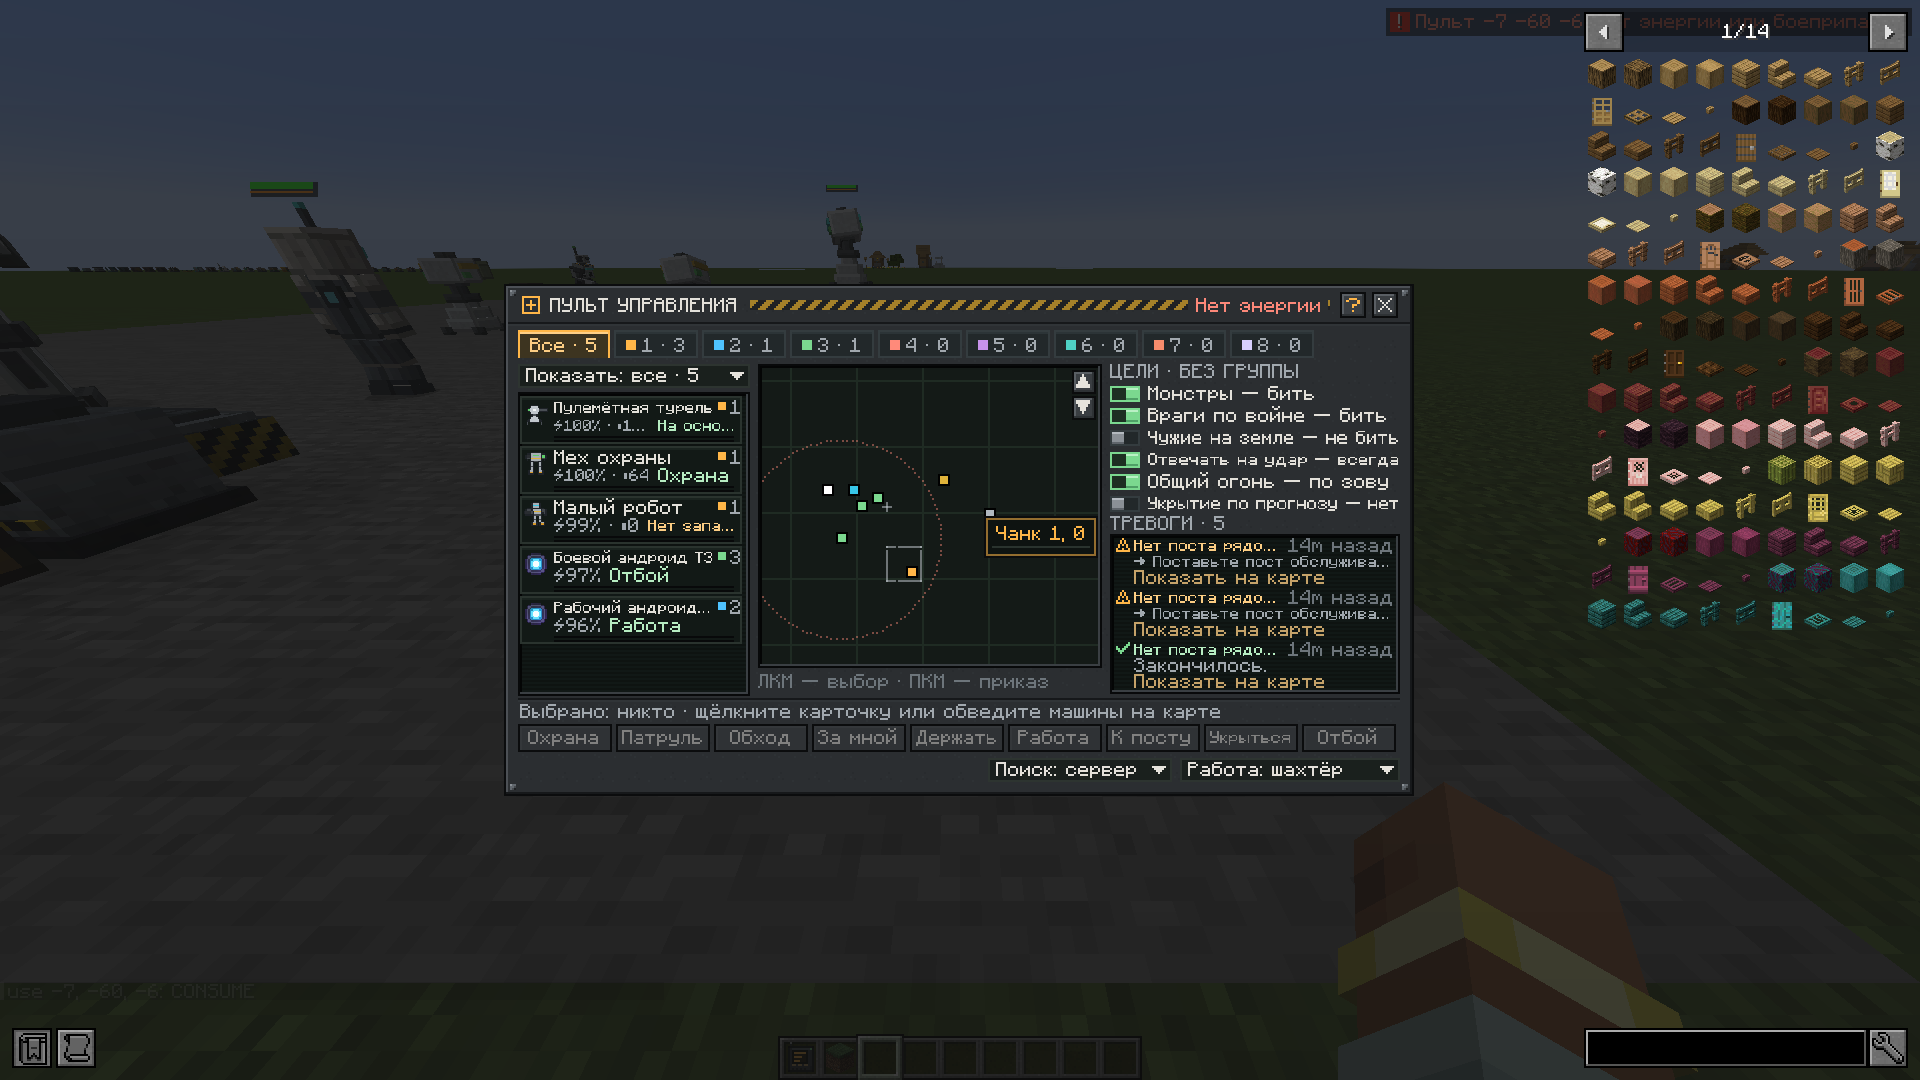 Пульт -7 -60 -6
т энергии или боеприпа
1/14
ПУЛЬТ УПРАВЛЕНИЯ
Нет энергии
?
Все · 5
1 · 3
2 · 1
3 · 1
4 · 0
5 · 0
6 · 0
7 · 0
8 · 0
Показать: все · 5
Пулемётная турель 1
100% · 1... На осно...
Мех охраны 1
100% · 64 Охрана
Малый робот 1
99% · 0 Нет запа...
Боевой андроид Т3 3
97% Отбой
Рабочий андроид... 2
96% Работа
Чанк 1, 0
ЛКМ — выбор · ПКМ — приказ
ЦЕЛИ · БЕЗ ГРУППЫ
Монстры — бить
Враги по войне — бить
Чужие на земле — не бить
Отвечать на удар — всегда
Общий огонь — по зову
Укрытие по прогнозу — нет
ТРЕВОГИ · 5
Нет поста рядо... 14m назад
→ Поставьте пост обслужива...
Показать на карте
Нет поста рядо... 14m назад
→ Поставьте пост обслужива...
Показать на карте
Нет поста рядо... 14m назад
Закончилось.
Показать на карте
Выбрано: никто · щёлкните карточку или обведите машины на карте
Охрана
Патруль
Обход
За мной
Держать
Работа
К посту
Укрыться
Отбой
Поиск: сервер
Работа: шахтёр
use -7, -60, -6: CONSUME